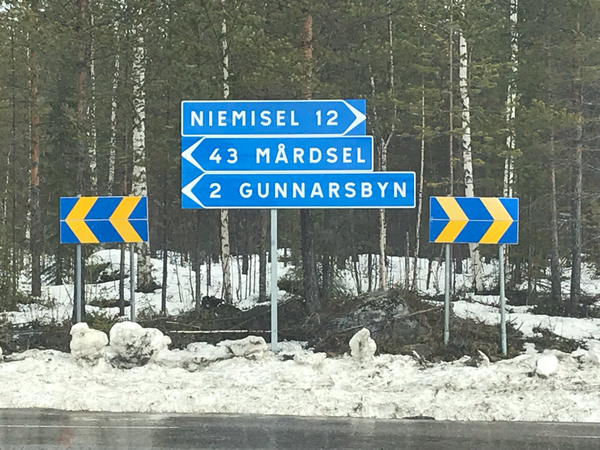 NIEMISEL 12
43 MÅRDSEL
2 GUNNARSBYN